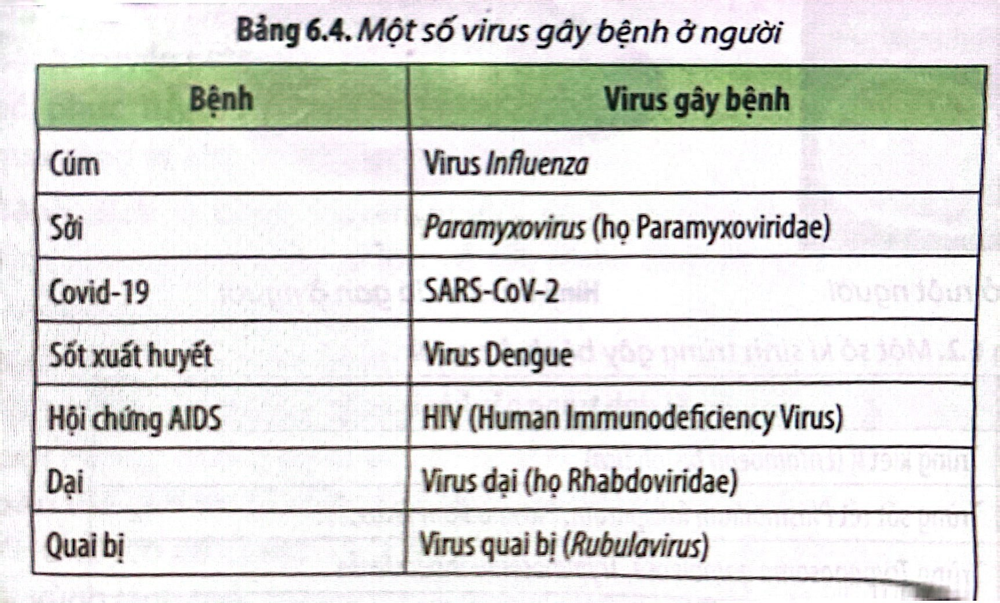 Bảng 6.4. Một số virus gây bệnh ở người
Bệnh Virus gây bệnh
Cúm Virus Influenza
Sởi Paramyxovirus (họ Paramyxoviridae)
Covid-19 SARS-CoV-2
Sốt xuất huyết Virus Dengue
Hội chứng AIDS HIV (Human Immunodeficiency Virus)
Dại Virus dại (họ Rhabdoviridae)
Quai bị Virus quai bị (Rubulavirus)